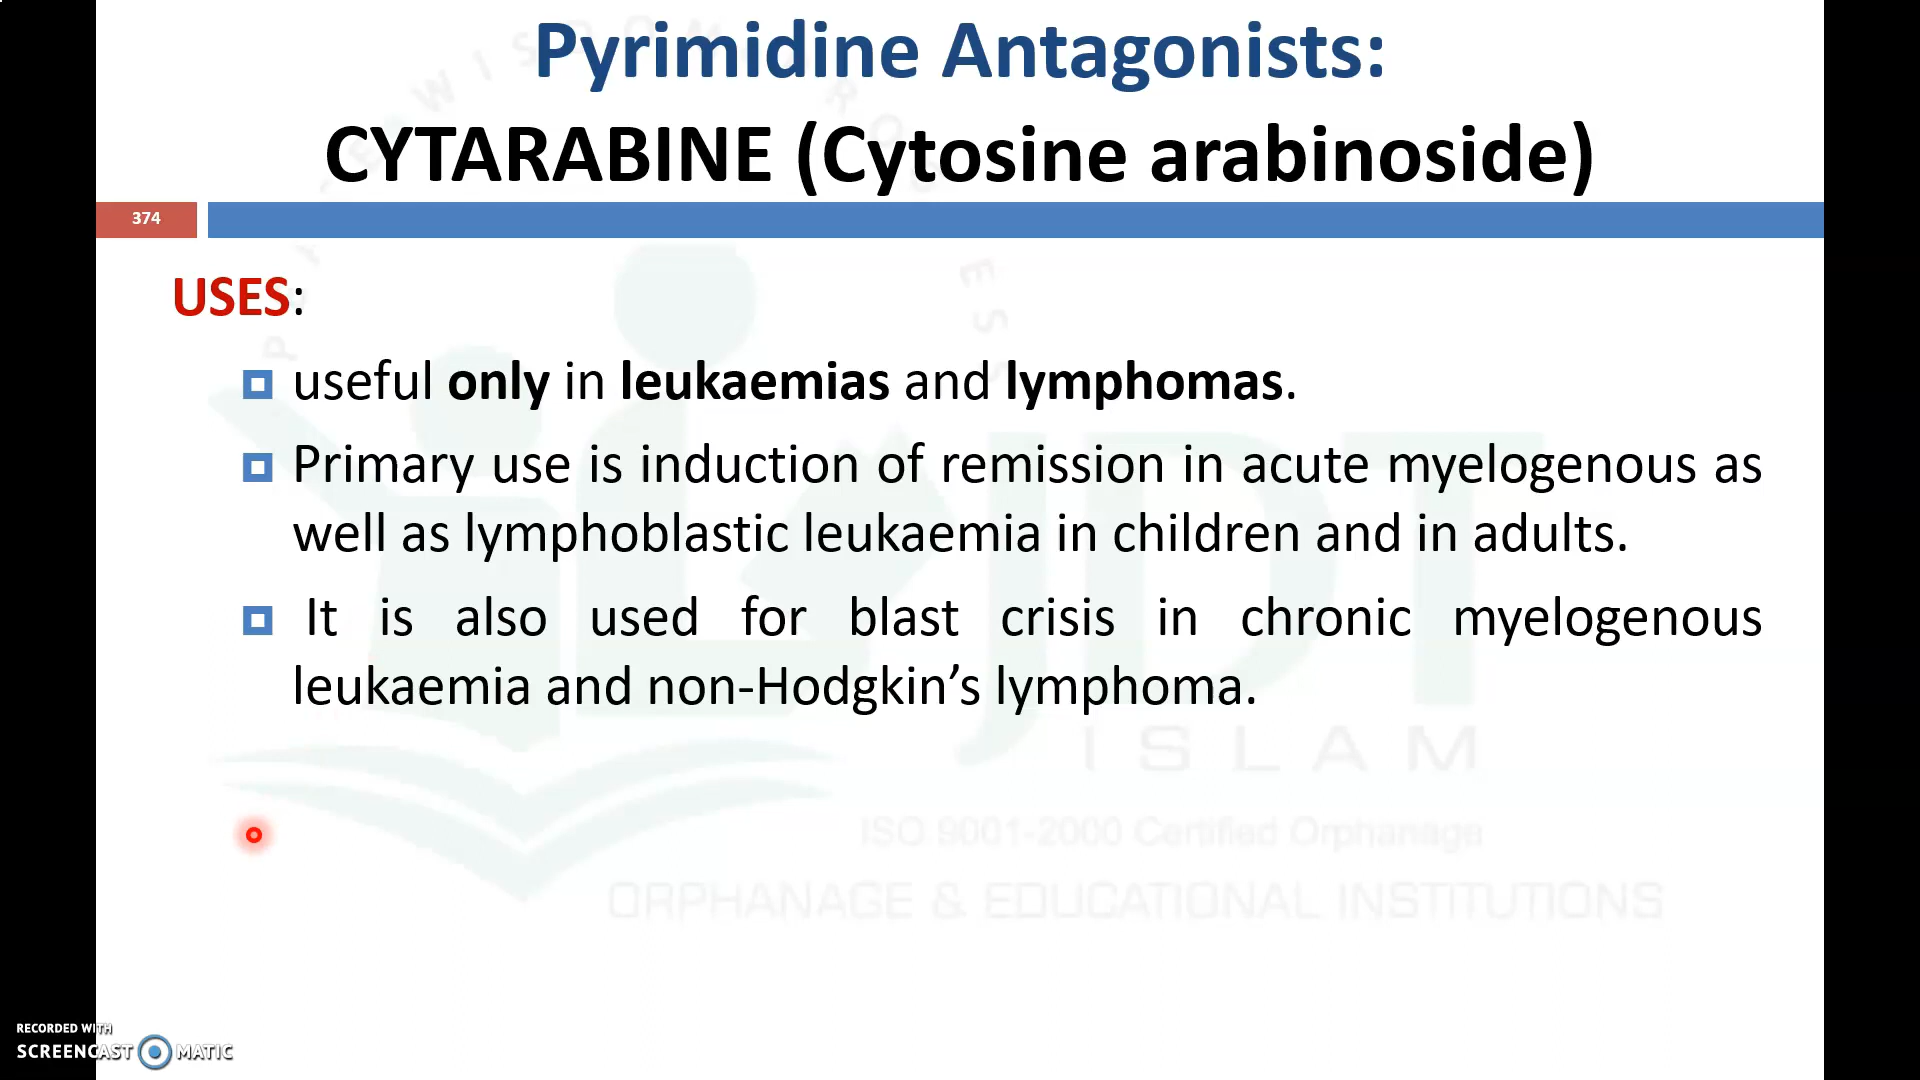 Pyrimidine Antagonists:
CYTARABINE (Cytosine arabinoside)
374
USES:
useful only in leukaemias and lymphomas.
Primary use is induction of remission in acute myelogenous as
well as lymphoblastic leukaemia in children and in adults.
It is also used for blast crisis in chronic myelogenous
leukaemia and non-Hodgkin’s lymphoma.
JDT
ISLAM
ISO 9001-2000 Certified Orphanage
ORPHANAGE & EDUCATIONAL INSTITUTIONS
RECORDED WITH
SCREENCAST MATIC